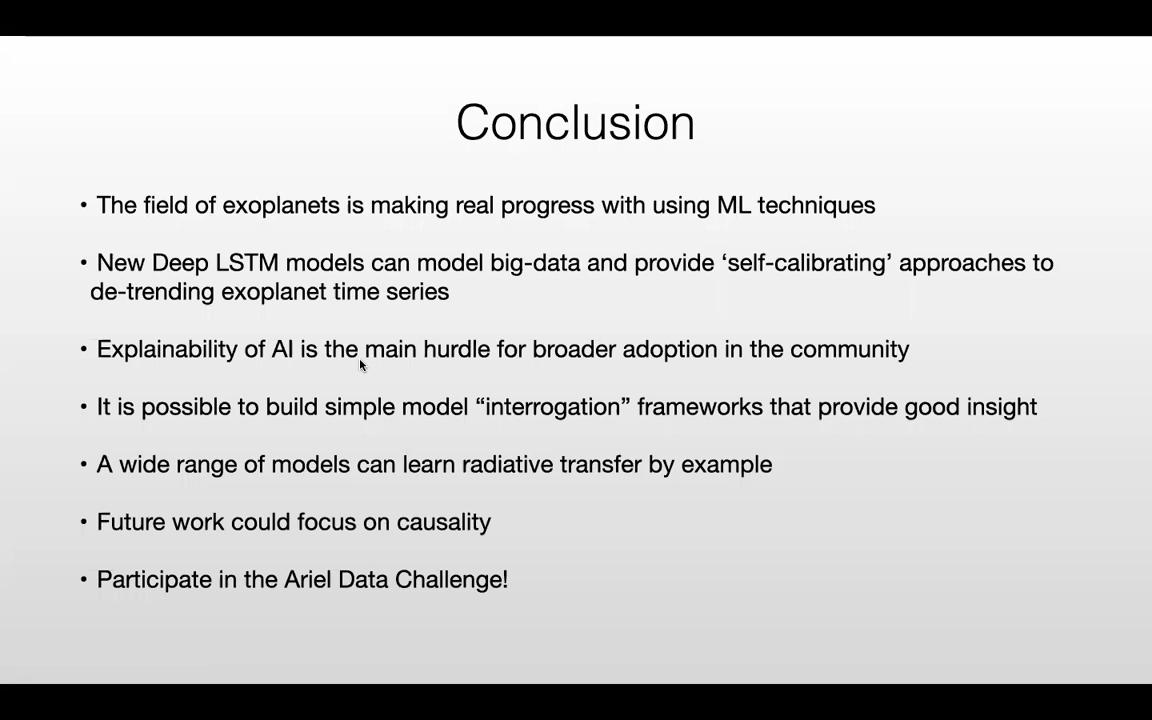 Conclusion
• The field of exoplanets is making real progress with using ML techniques
• New Deep LSTM models can model big-data and provide ‘self-calibrating’ approaches to
de-trending exoplanet time series
• Explainability of AI is the main hurdle for broader adoption in the community
• It is possible to build simple model “interrogation” frameworks that provide good insight
• A wide range of models can learn radiative transfer by example
• Future work could focus on causality
• Participate in the Ariel Data Challenge!